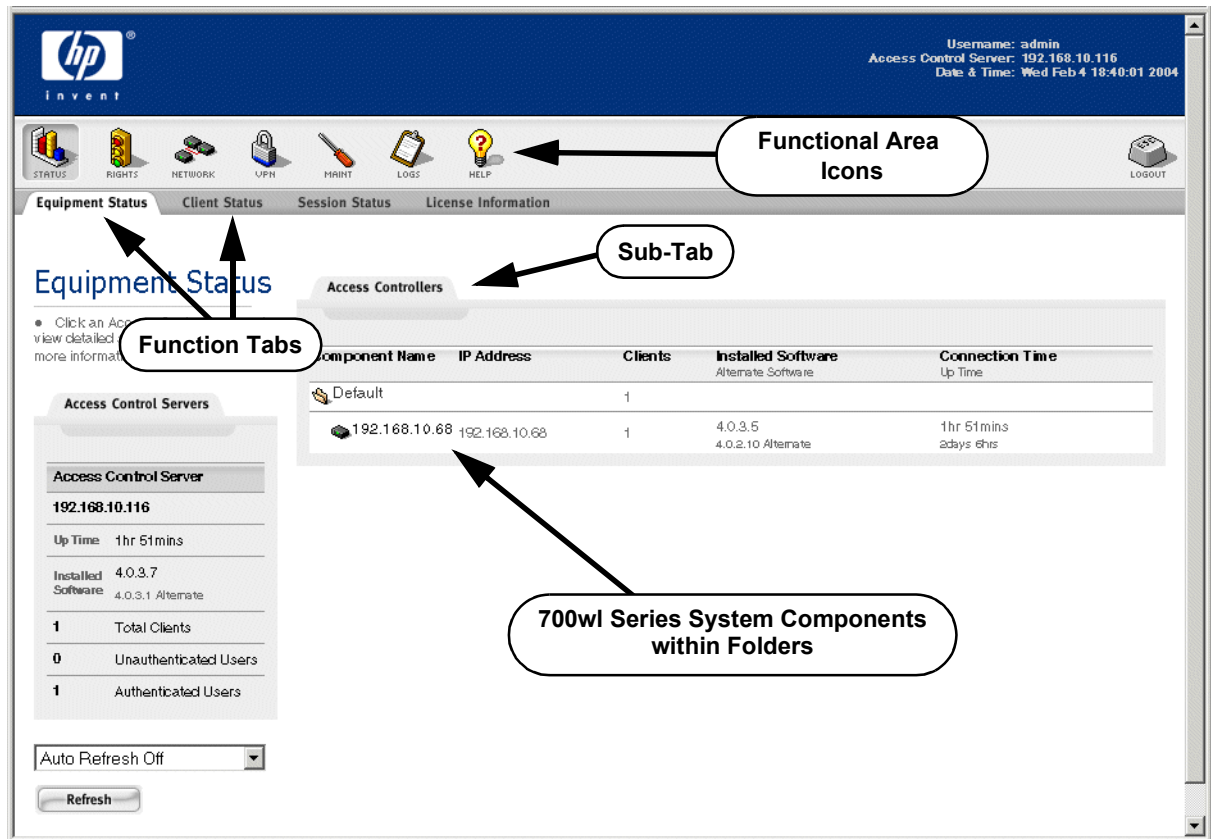 hp®
invent
Username: admin
Access Control Server: 192.168.10.116
Date & Time: Wed Feb 4 18:40:01 2004
STATUS RIGHTS NETWORK VPN MAINT LOGS HELP
Functional Area
Icons
LOGOUT
Equipment Status Client Status Session Status License Information
Sub-Tab
Equipment Status
Access Controllers
Click an
view detailed
more
Function Tabs
Component Name IP Address Clients Installed Software Connection Time
Alternate Software Up Time
Default 1
192.168.10.68 192.168.10.68 1 4.0.3.5 1hr 51mins
4.0.2.10 Alternate 2days 6hrs
Access Control Servers
Access Control Server
192.168.10.116
Up Time 1hr 51mins
Installed Software 4.0.3.7
4.0.3.1 Alternate
1 Total Clients
0 Unauthenticated Users
1 Authenticated Users
700wl Series System Components
within Folders
Auto Refresh Off
Refresh